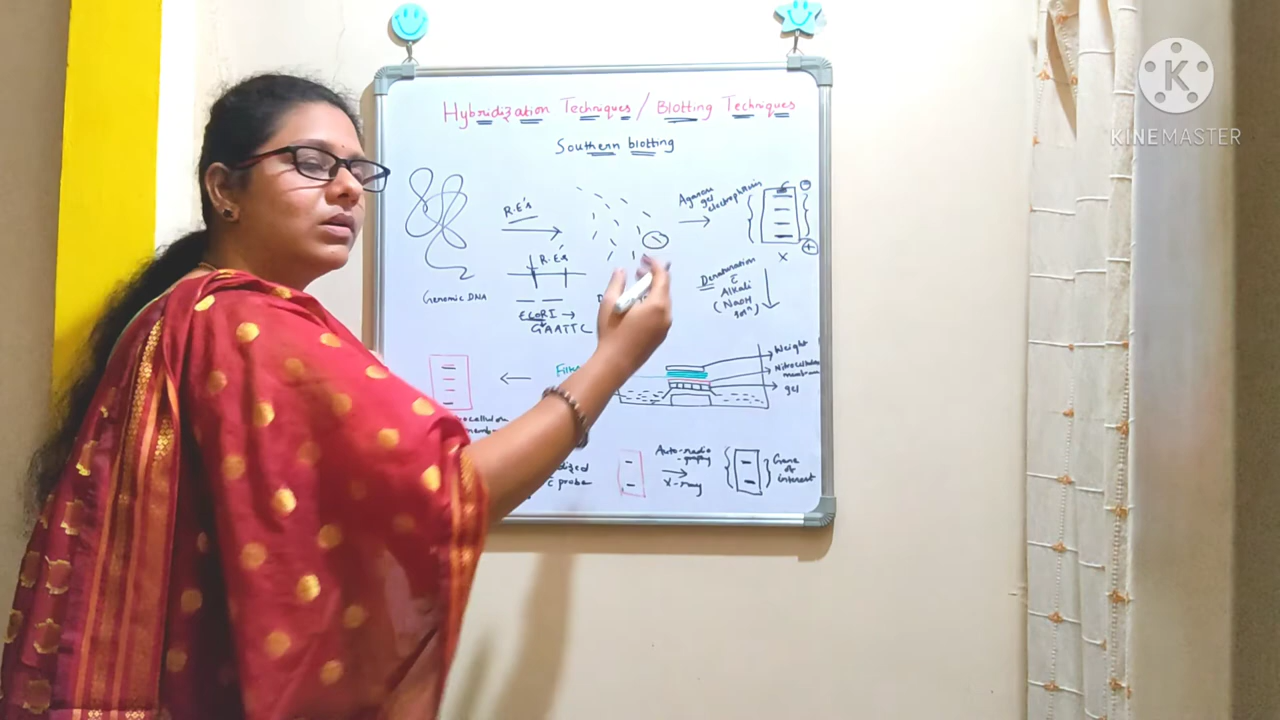 Hybridization Techniques / Blotting Techniques
Southern blotting
R.E's
Agarose gel electrophoresis
R.E's
Genomic DNA
ECORI →
GAATTC
Denaturation
c̄
Alkali
(NaOH
soln)
Weight
Nitrocellulose
membrane
gel
Auto-radio
-graphy
X-ray
c̄ probe
Gene
of
interest
K
KINEMASTER